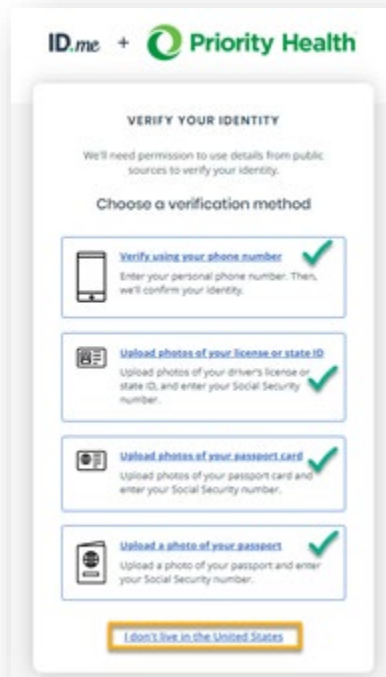 ID.me + Priority Health
VERIFY YOUR IDENTITY
We'll need permission to use details from public
sources to verify your identity.
Choose a verification method
Verify using your phone number
Enter your personal phone number. Then,
we'll confirm your identity.
Upload photos of your license or state ID
Upload photos of your driver's license or
state ID, and enter your Social Security
number.
Upload photos of your passport card
Upload photos of your passport card and
enter your Social Security number.
Upload a photo of your passport
Upload a photo of your passport and enter
your Social Security number.
I don't live in the United States